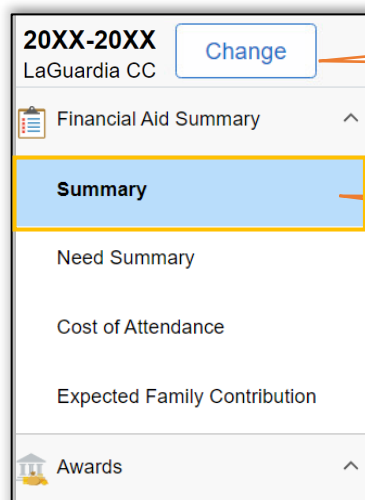 20XX-20XX
LaGuardia CC
Change
Financial Aid Summary
Summary
Need Summary
Cost of Attendance
Expected Family Contribution
Awards